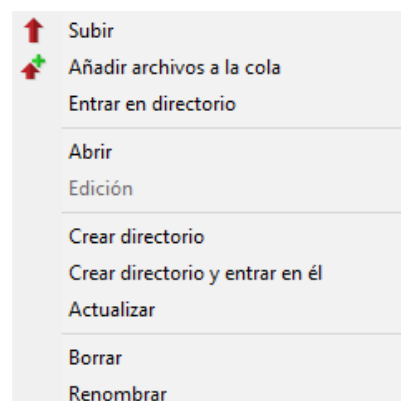 Subir
Añadir archivos a la cola
Entrar en directorio
Abrir
Edición
Crear directorio
Crear directorio y entrar en él
Actualizar
Borrar
Renombrar